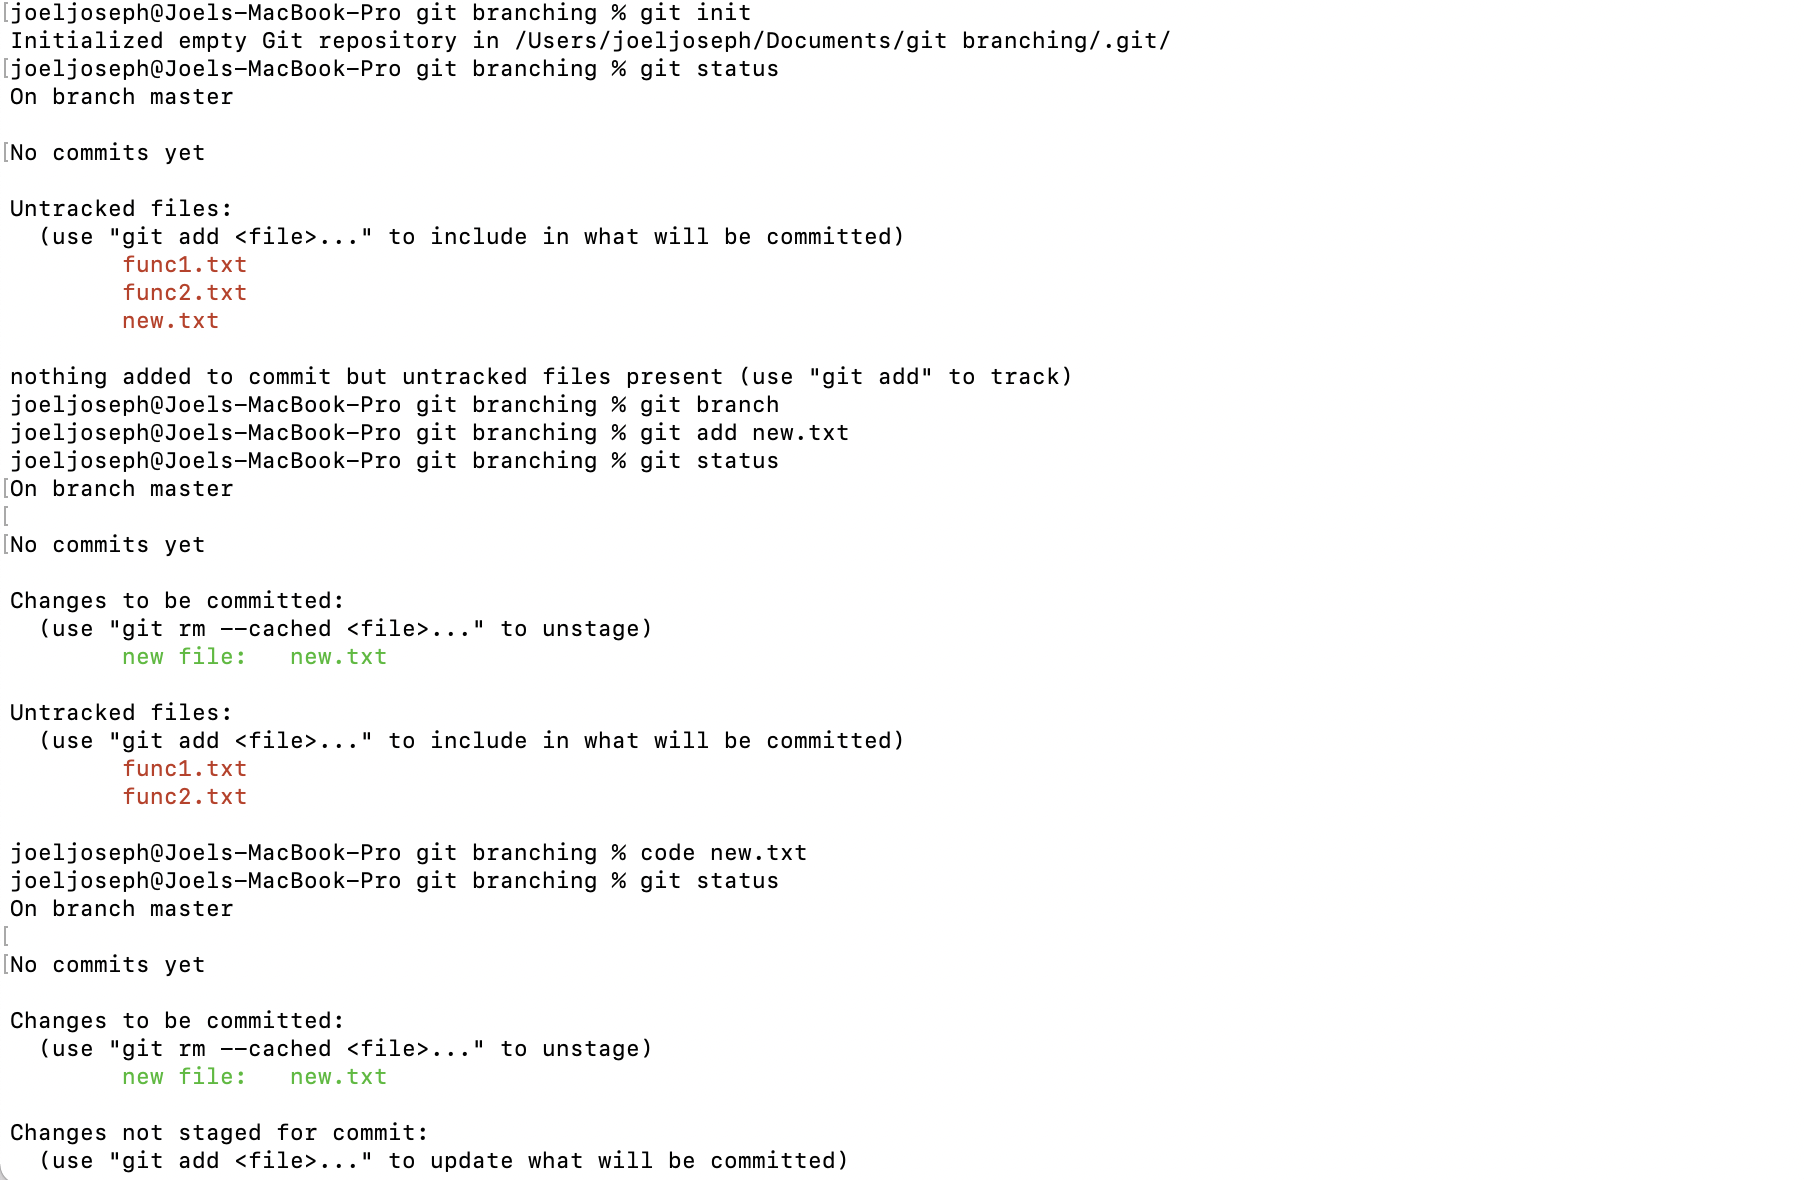 [joeljoseph@Joels-MacBook-Pro git branching % git init
Initialized empty Git repository in /Users/joeljoseph/Documents/git branching/.git/
[joeljoseph@Joels-MacBook-Pro git branching % git status
On branch master
[No commits yet
Untracked files:
  (use "git add <file>..." to include in what will be committed)
        func1.txt
        func2.txt
        new.txt
nothing added to commit but untracked files present (use "git add" to track)
joeljoseph@Joels-MacBook-Pro git branching % git branch
joeljoseph@Joels-MacBook-Pro git branching % git add new.txt
joeljoseph@Joels-MacBook-Pro git branching % git status
[On branch master
[
[No commits yet
Changes to be committed:
  (use "git rm --cached <file>..." to unstage)
        new file:   new.txt
Untracked files:
  (use "git add <file>..." to include in what will be committed)
        func1.txt
        func2.txt
joeljoseph@Joels-MacBook-Pro git branching % code new.txt
joeljoseph@Joels-MacBook-Pro git branching % git status
On branch master
[
[No commits yet
Changes to be committed:
  (use "git rm --cached <file>..." to unstage)
        new file:   new.txt
Changes not staged for commit:
  (use "git add <file>..." to update what will be committed)